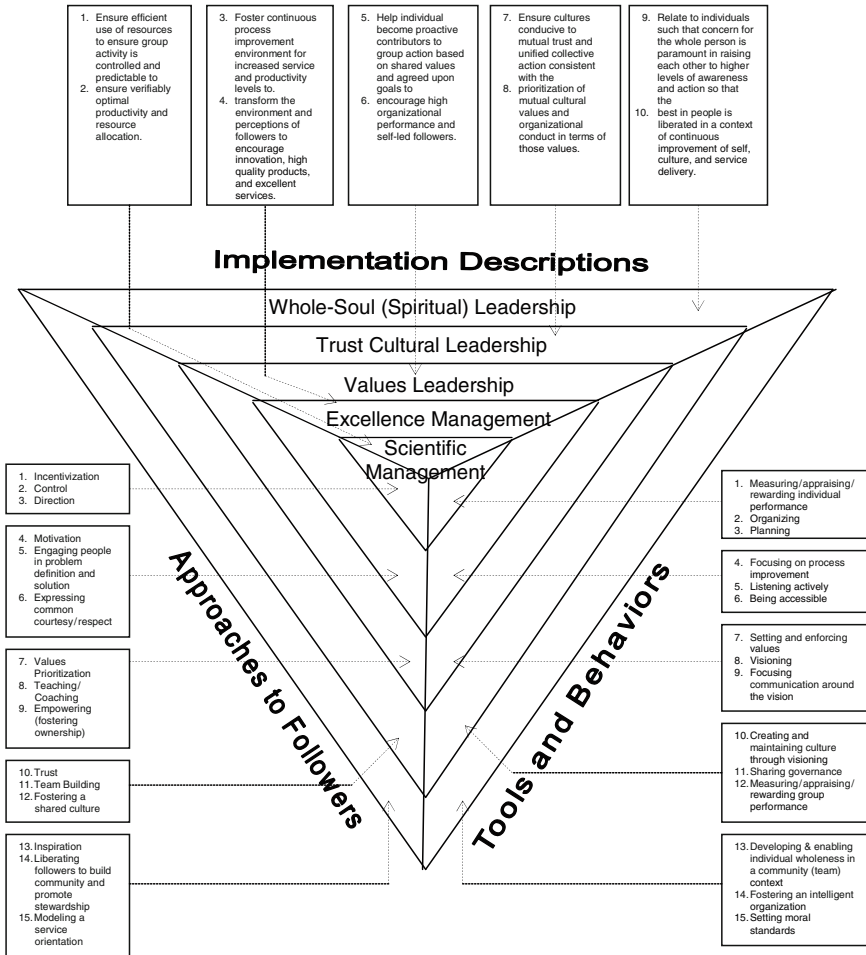 1. Ensure efficient
use of resources
to ensure group
activity is
controlled and
predictable to
2. ensure verifiably
optimal
productivity and
resource
allocation.
3. Foster continuous
process
improvement
environment for
increased service
and productivity
levels to.
4. transform the
environment and
perceptions of
followers to
encourage
innovation, high
quality products,
and excellent
services.
5. Help individual
become proactive
contributors to
group action based
on shared values
and agreed upon
goals to
6. encourage high
organizational
performance and
self-led followers.
7. Ensure cultures
conducive to
mutual trust and
unified collective
action consistent
with the
8. prioritization of
mutual cultural
values and
organizational
conduct in terms of
those values.
9. Relate to individuals
such that concern for
the whole person is
paramount in raising
each other to higher
levels of awareness
and action so that
the
10. best in people is
liberated in a context
of continuous
improvement of self,
culture, and service
delivery.
Implementation Descriptions
Whole-Soul (Spiritual) Leadership
Trust Cultural Leadership
Values Leadership
Excellence Management
Scientific
Management
Approaches to Followers
Tools and Behaviors
1. Incentivization
2. Control
3. Direction
4. Motivation
5. Engaging people
in problem
definition and
solution
6. Expressing
common
courtesy/respect
7. Values
Prioritization
8. Teaching/
Coaching
9. Empowering
(fostering
ownership)
10. Trust
11. Team Building
12. Fostering a
shared culture
13. Inspiration
14. Liberating
followers to build
community and
promote
stewardship
15. Modeling a
service
orientation
1. Measuring/appraising/
rewarding individual
performance
2. Organizing
3. Planning
4. Focusing on process
improvement
5. Listening actively
6. Being accessible
7. Setting and enforcing
values
8. Visioning
9. Focusing
communication around
the vision
10. Creating and
maintaining culture
through visioning
11. Sharing governance
12. Measuring/appraising/
rewarding group
performance
13. Developing & enabling
individual wholeness in
a community (team)
context
14. Fostering an intelligent
organization
15. Setting moral
standards